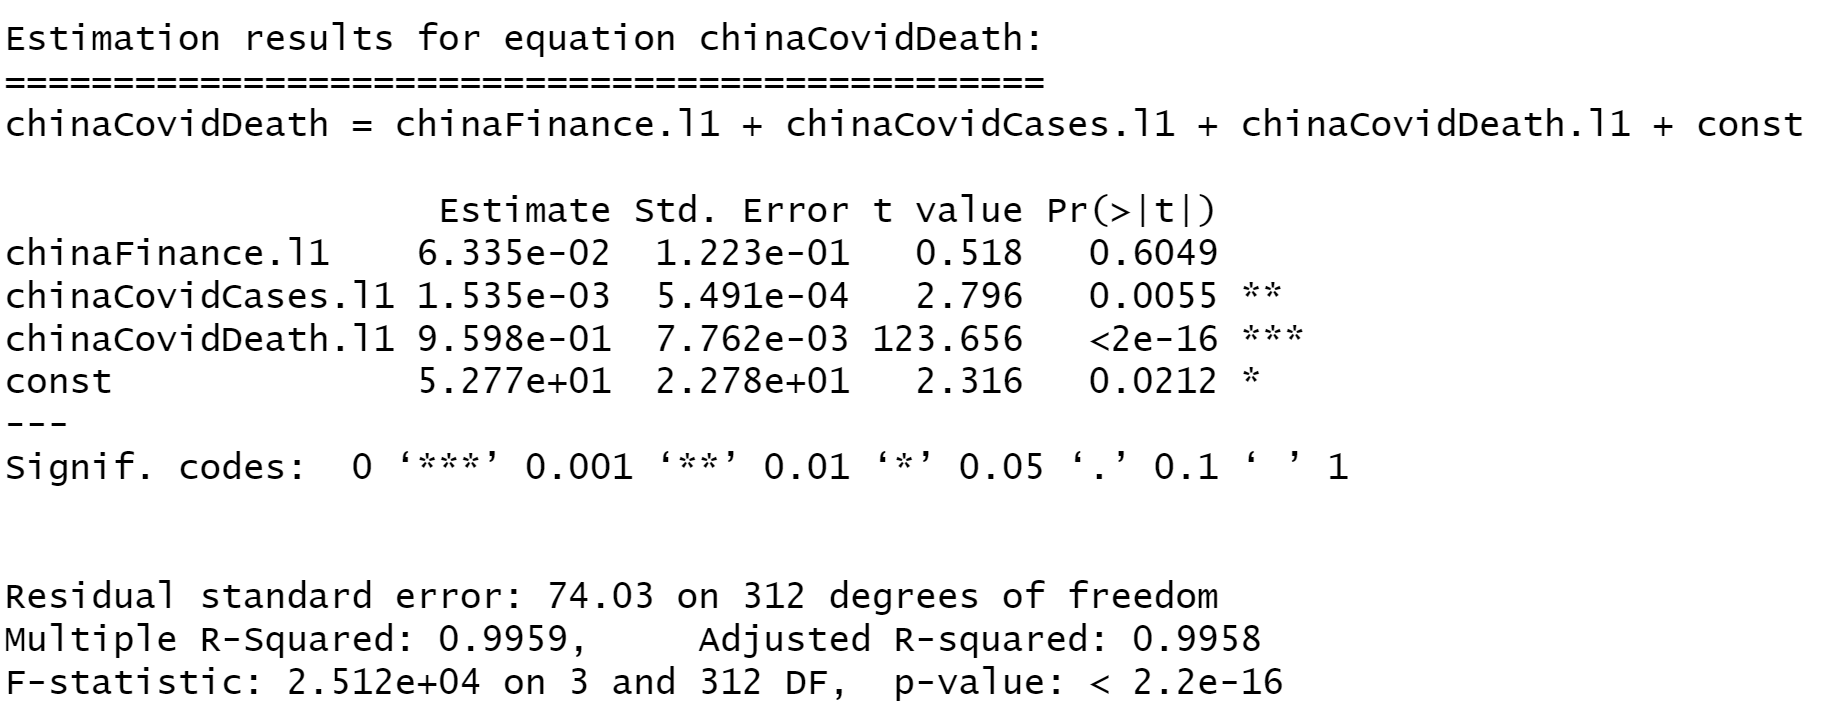 Estimation results for equation chinaCovidDeath:
================================================
chinaCovidDeath = chinaFinance.l1 + chinaCovidCases.l1 + chinaCovidDeath.l1 + const
Estimate Std. Error t value Pr(>|t|)
chinaFinance.l1    6.335e-02  1.223e-01   0.518   0.6049
chinaCovidCases.l1 1.535e-03  5.491e-04   2.796   0.0055 **
chinaCovidDeath.l1 9.598e-01  7.762e-03 123.656   <2e-16 ***
const              5.277e+01  2.278e+01   2.316   0.0212 *
---
Signif. codes:  0 ‘***’ 0.001 ‘**’ 0.01 ‘*’ 0.05 ‘.’ 0.1 ‘ ’ 1
Residual standard error: 74.03 on 312 degrees of freedom
Multiple R-Squared: 0.9959,     Adjusted R-squared: 0.9958
F-statistic: 2.512e+04 on 3 and 312 DF,  p-value: < 2.2e-16